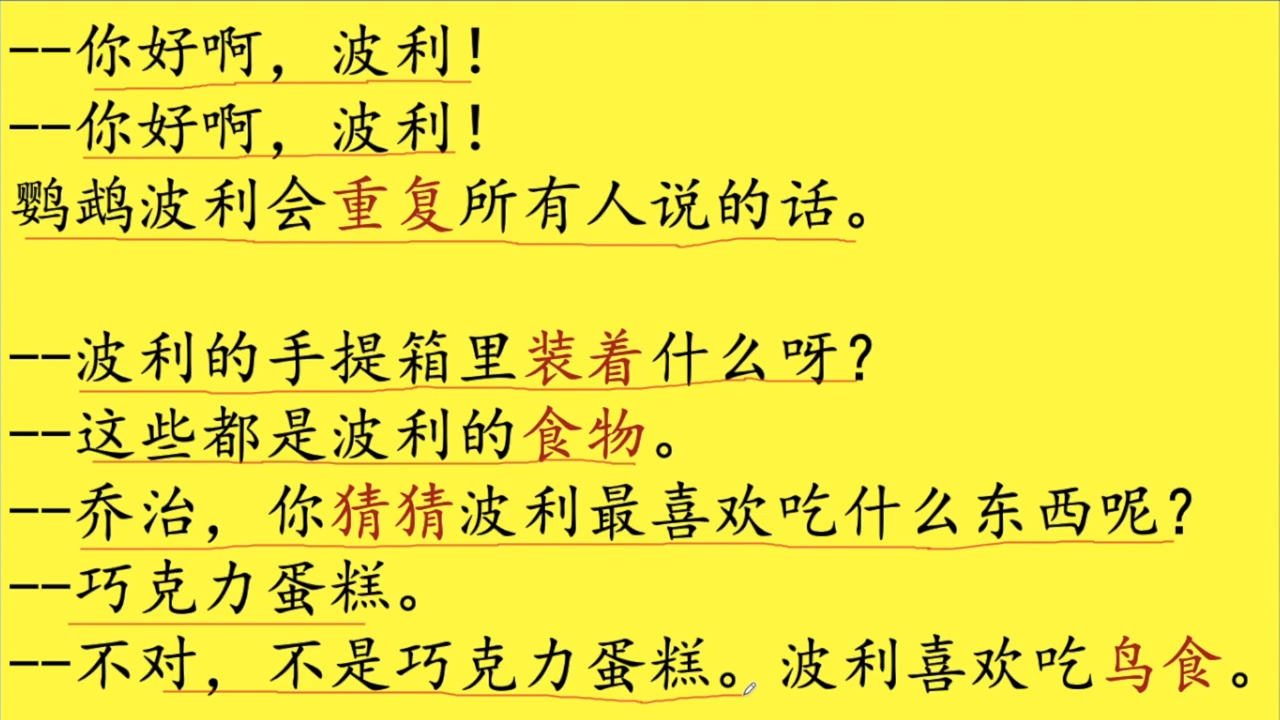 --你好啊，波利！
--你好啊，波利！
鹦鹉波利会重复所有人说的话。
--波利的手提箱里装着什么呀？
--这些都是波利的食物。
--乔治，你猜猜波利最喜欢吃什么东西呢？
--巧克力蛋糕。
--不对，不是巧克力蛋糕。波利喜欢吃鸟食。